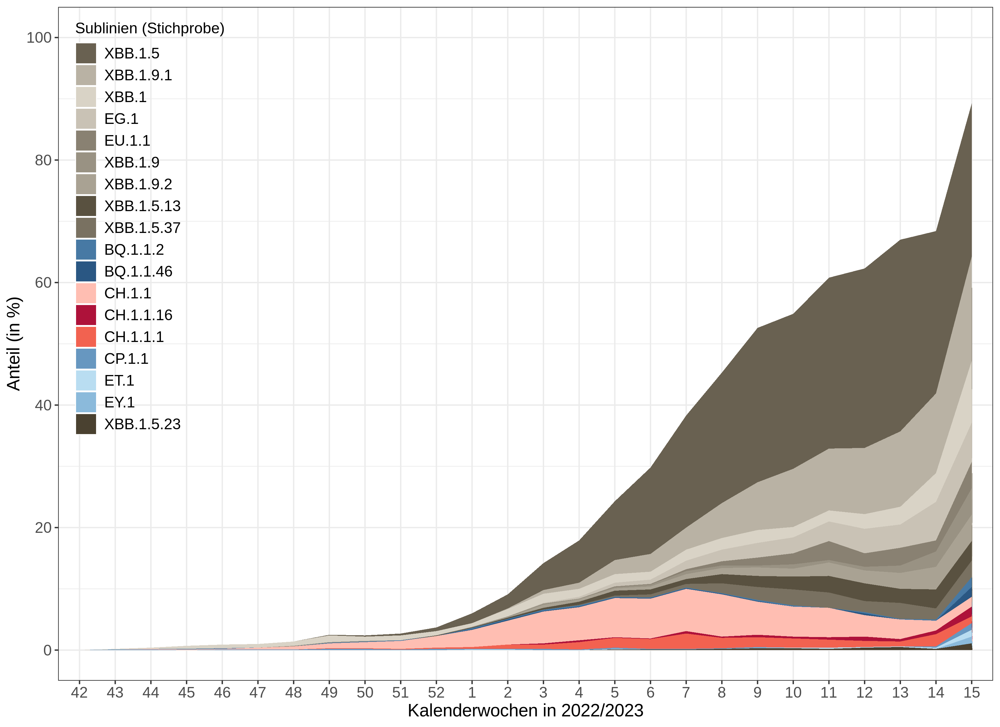 Sublinien (Stichprobe)
XBB.1.5
XBB.1.9.1
XBB.1
EG.1
EU.1.1
XBB.1.9
XBB.1.9.2
XBB.1.5.13
XBB.1.5.37
BQ.1.1.2
BQ.1.1.46
CH.1.1
CH.1.1.16
CH.1.1.1
CP.1.1
ET.1
EY.1
XBB.1.5.23
Anteil (in %)
100
80
60
40
20
0
42 43 44 45 46 47 48 49 50 51 52 1 2 3 4 5 6 7 8 9 10 11 12 13 14 15
Kalenderwochen in 2022/2023